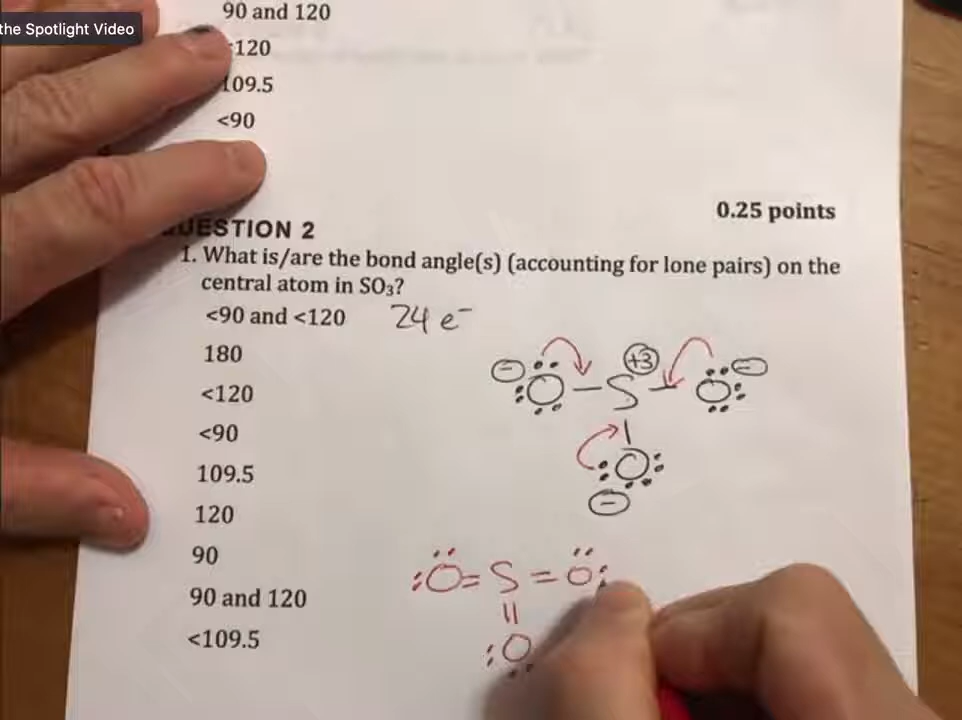 the Spotlight Video
90 and 120
120
109.5
<90
0.25 points
QUESTION 2
1. What is/are the bond angle(s) (accounting for lone pairs) on the
central atom in SO₃?
<90 and <120 24 e⁻
180
<120
<90
109.5
120
90
90 and 120
<109.5
− +3 −
O − S − O
O
−
O = S = O
O